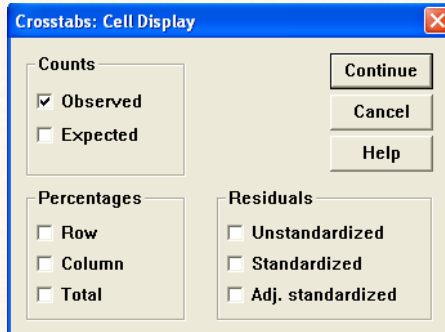 Crosstabs: Cell Display
Counts
Observed
Expected
Continue
Cancel
Help
Percentages
Row
Column
Total
Residuals
Unstandardized
Standardized
Adj. standardized